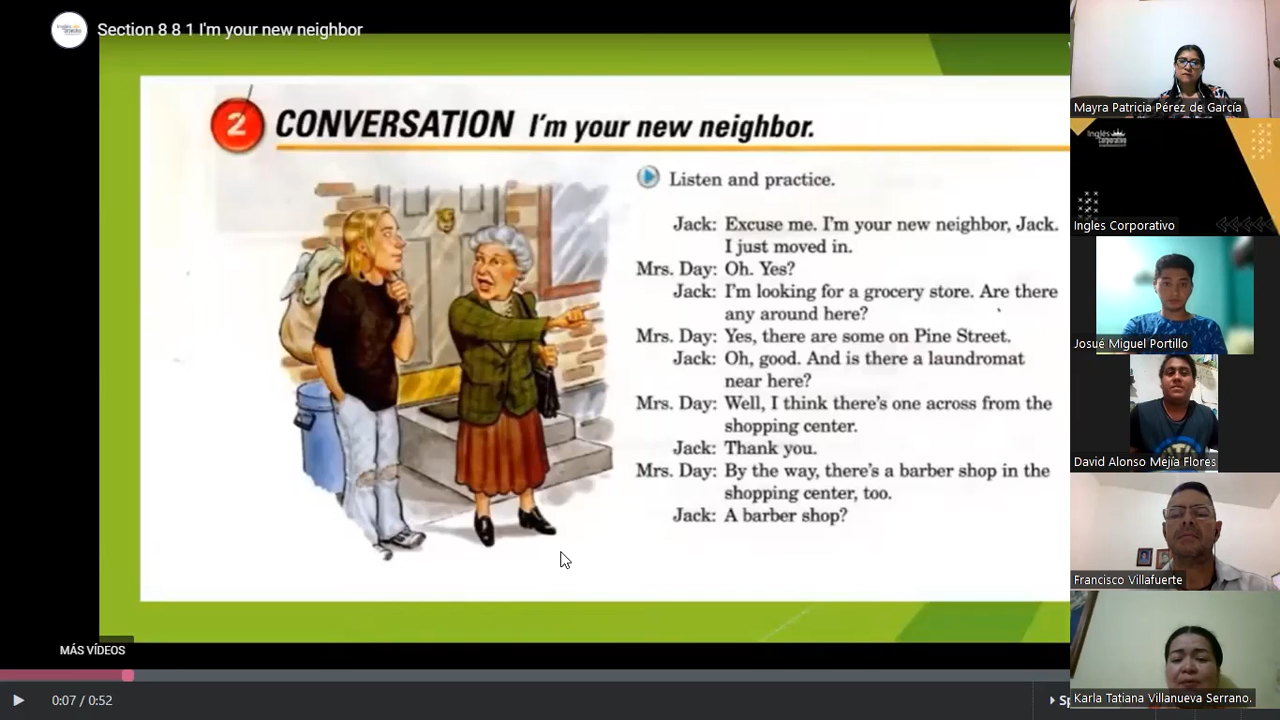 Section 8 8 1 I'm your new neighbor
2 CONVERSATION I'm your new neighbor.
Listen and practice.
Jack: Excuse me. I'm your new neighbor, Jack.
I just moved in.
Mrs. Day: Oh. Yes?
Jack: I'm looking for a grocery store. Are there
any around here?
Mrs. Day: Yes, there are some on Pine Street.
Jack: Oh, good. And is there a laundromat
near here?
Mrs. Day: Well, I think there's one across from the
shopping center.
Jack: Thank you.
Mrs. Day: By the way, there's a barber shop in the
shopping center, too.
Jack: A barber shop?
MÁS VÍDEOS
0:07 / 0:52
Mayra Patricia Pérez de García
Inglés
Corporativo
Ingles Corporativo
Josué Miguel Portillo
David Alonso Mejía Flores
Francisco Villafuerte
Karla Tatiana Villanueva Serrano.